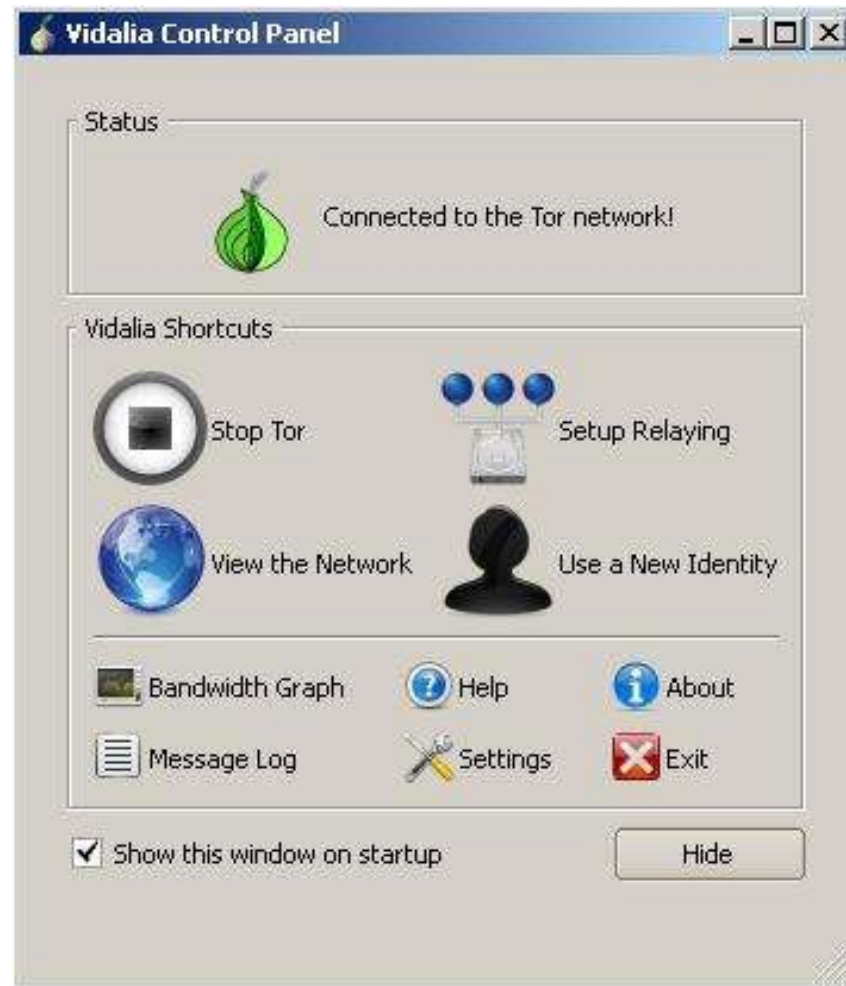 Vidalia Control Panel
Status
Connected to the Tor network!
Vidalia Shortcuts
Stop Tor
Setup Relaying
View the Network
Use a New Identity
Bandwidth Graph
Help
About
Message Log
Settings
Exit
Show this window on startup
Hide